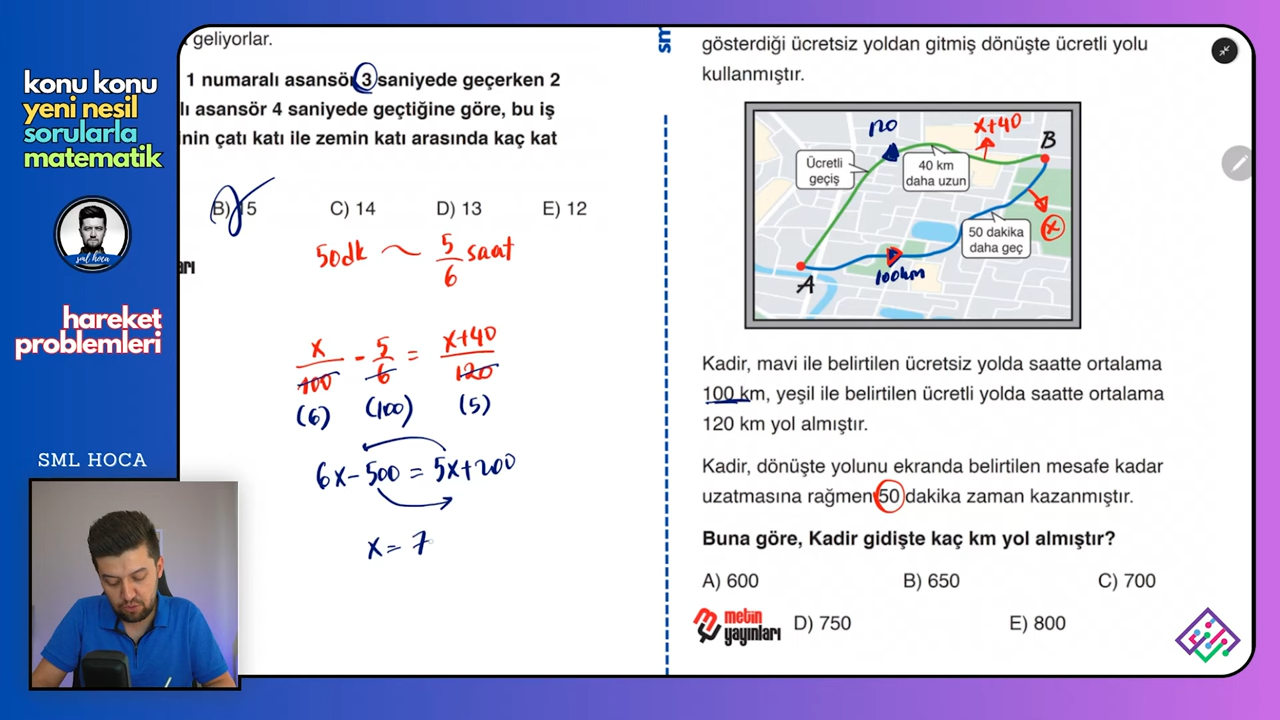 konu konu
yeni nesil
sorularla
matematik
sml hoca
hareket
problemleri
SML HOCA
geliyorlar.
1 numaralı asansör 3 saniyede geçerken 2
lı asansör 4 saniyede geçtiğine göre, bu iş
inin çatı katı ile zemin katı arasında kaç kat
B) 15 C) 14 D) 13 E) 12
arı
50dk ~ 5/6 saat
x/100 - 5/6 = x+40/120
(6) (100) (5)
6x-500 = 5x+200
x = 7
sm
gösterdiği ücretsiz yoldan gitmiş dönüşte ücretli yolu
kullanmıştır.
120
x+40
B
Ücretli
geçiş
40 km
daha uzun
50 dakika
daha geç
x
A
100km
Kadir, mavi ile belirtilen ücretsiz yolda saatte ortalama
100 km, yeşil ile belirtilen ücretli yolda saatte ortalama
120 km yol almıştır.
Kadir, dönüşte yolunu ekranda belirtilen mesafe kadar
uzatmasına rağmen 50 dakika zaman kazanmıştır.
Buna göre, Kadir gidişte kaç km yol almıştır?
A) 600 B) 650 C) 700
D) 750 E) 800
metin
yayınları